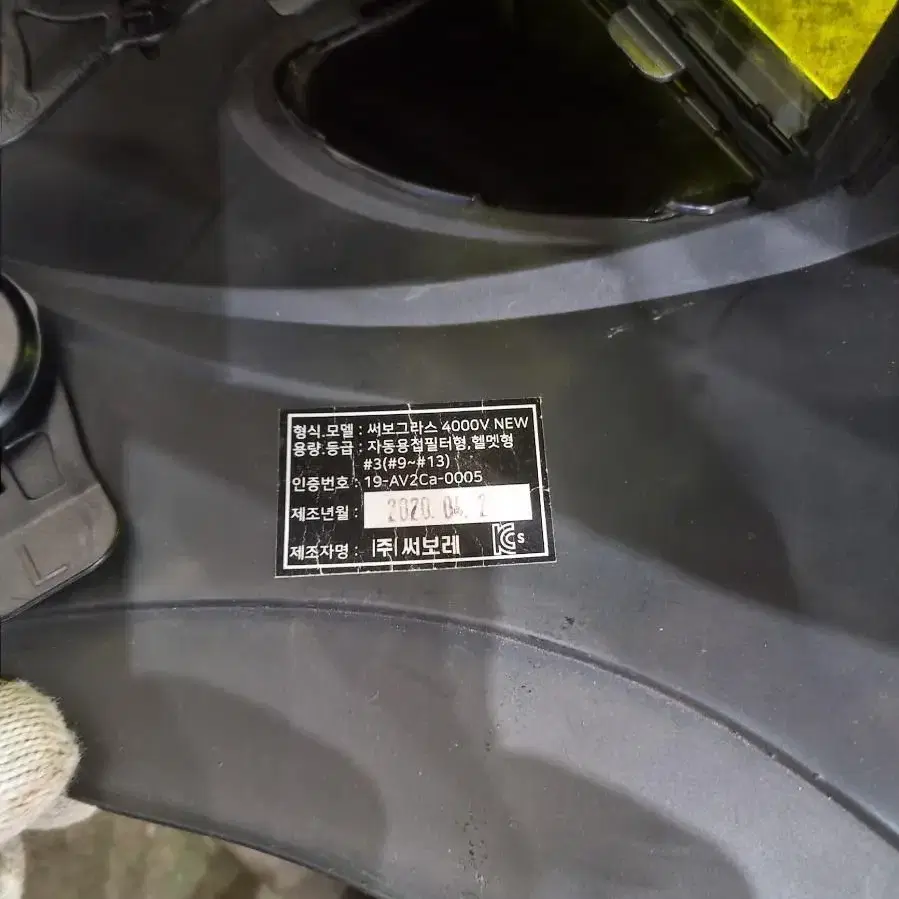 형식.모델 : 써보그라스 4000V NEW
용량.등급 : 자동용접필터형,헬멧형
#3(#9~#13)
인증번호 : 19-AV2Ca-0005
제조년월 : 2020. 04. 2
제조자명 : (주)써보레 KCs
L